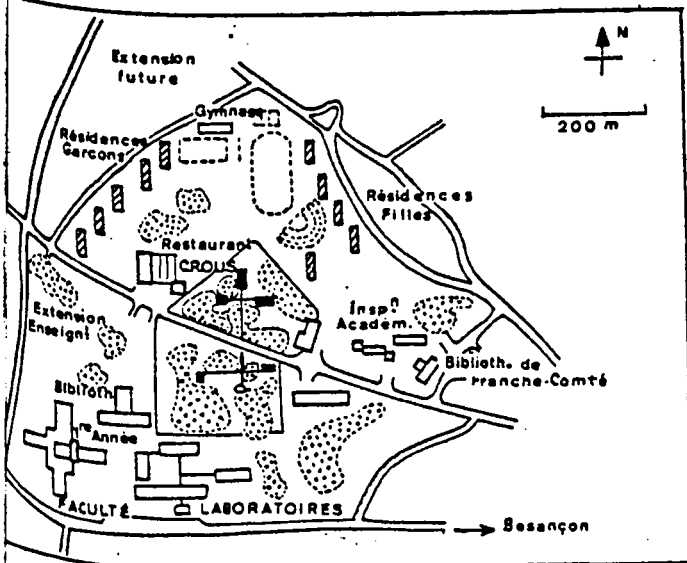 Extension
future
N
200 m
Gymnase
Résidences
Garçons
Résidences
Filles
Restaurant
CROUS
Extension
Enseignt
Inspn
Académ.
Biblioth. de
Franche-Comté
Biblioth.
1re Année
FACULTÉ
LABORATOIRES
Besançon